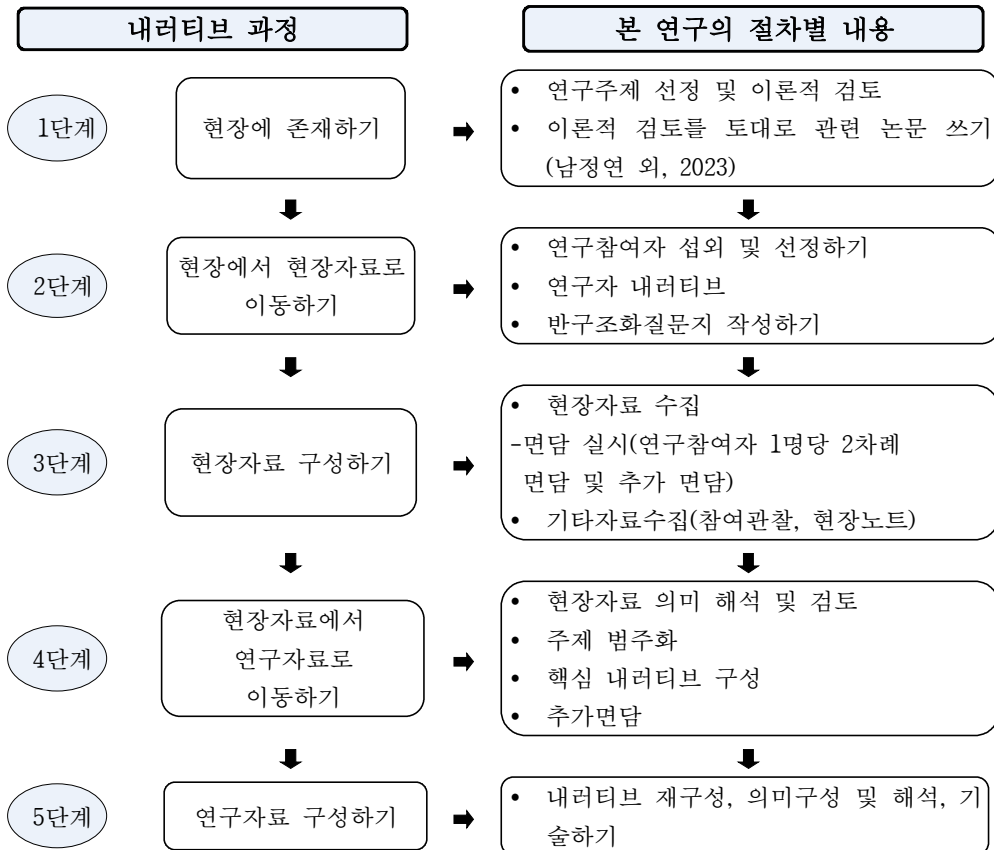 내러티브 과정
본 연구의 절차별 내용
1단계
현장에 존재하기
• 연구주제 선정 및 이론적 검토
• 이론적 검토를 토대로 관련 논문 쓰기
(남정연 외, 2023)
2단계
현장에서 현장자료로
이동하기
• 연구참여자 섭외 및 선정하기
• 연구자 내러티브
• 반구조화질문지 작성하기
3단계
현장자료 구성하기
• 현장자료 수집
-면담 실시(연구참여자 1명당 2차례
면담 및 추가 면담)
• 기타자료수집(참여관찰, 현장노트)
4단계
현장자료에서
연구자료로
이동하기
• 현장자료 의미 해석 및 검토
• 주제 범주화
• 핵심 내러티브 구성
• 추가면담
5단계
연구자료 구성하기
• 내러티브 재구성, 의미구성 및 해석, 기
술하기